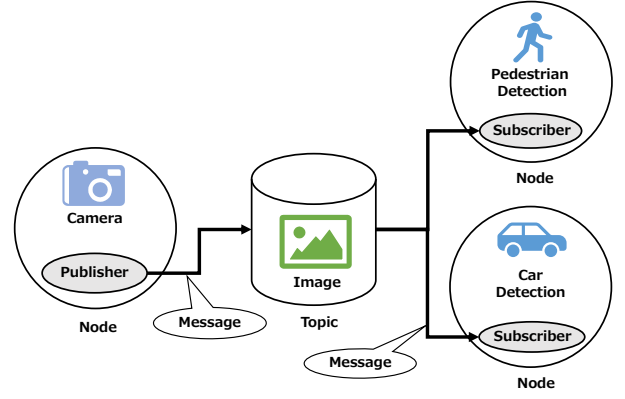 Camera
Publisher
Node
Message
Image
Topic
Message
Pedestrian
Detection
Subscriber
Node
Car
Detection
Subscriber
Node